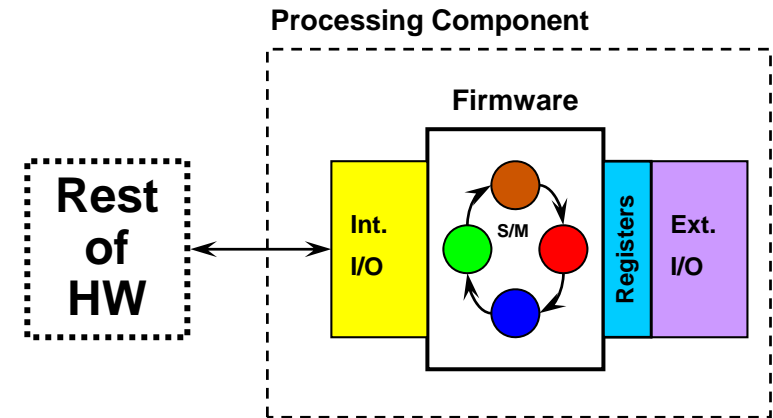 Processing Component
Firmware
Rest
of
HW
Int.
I/O
S/M
Registers
Ext.
I/O